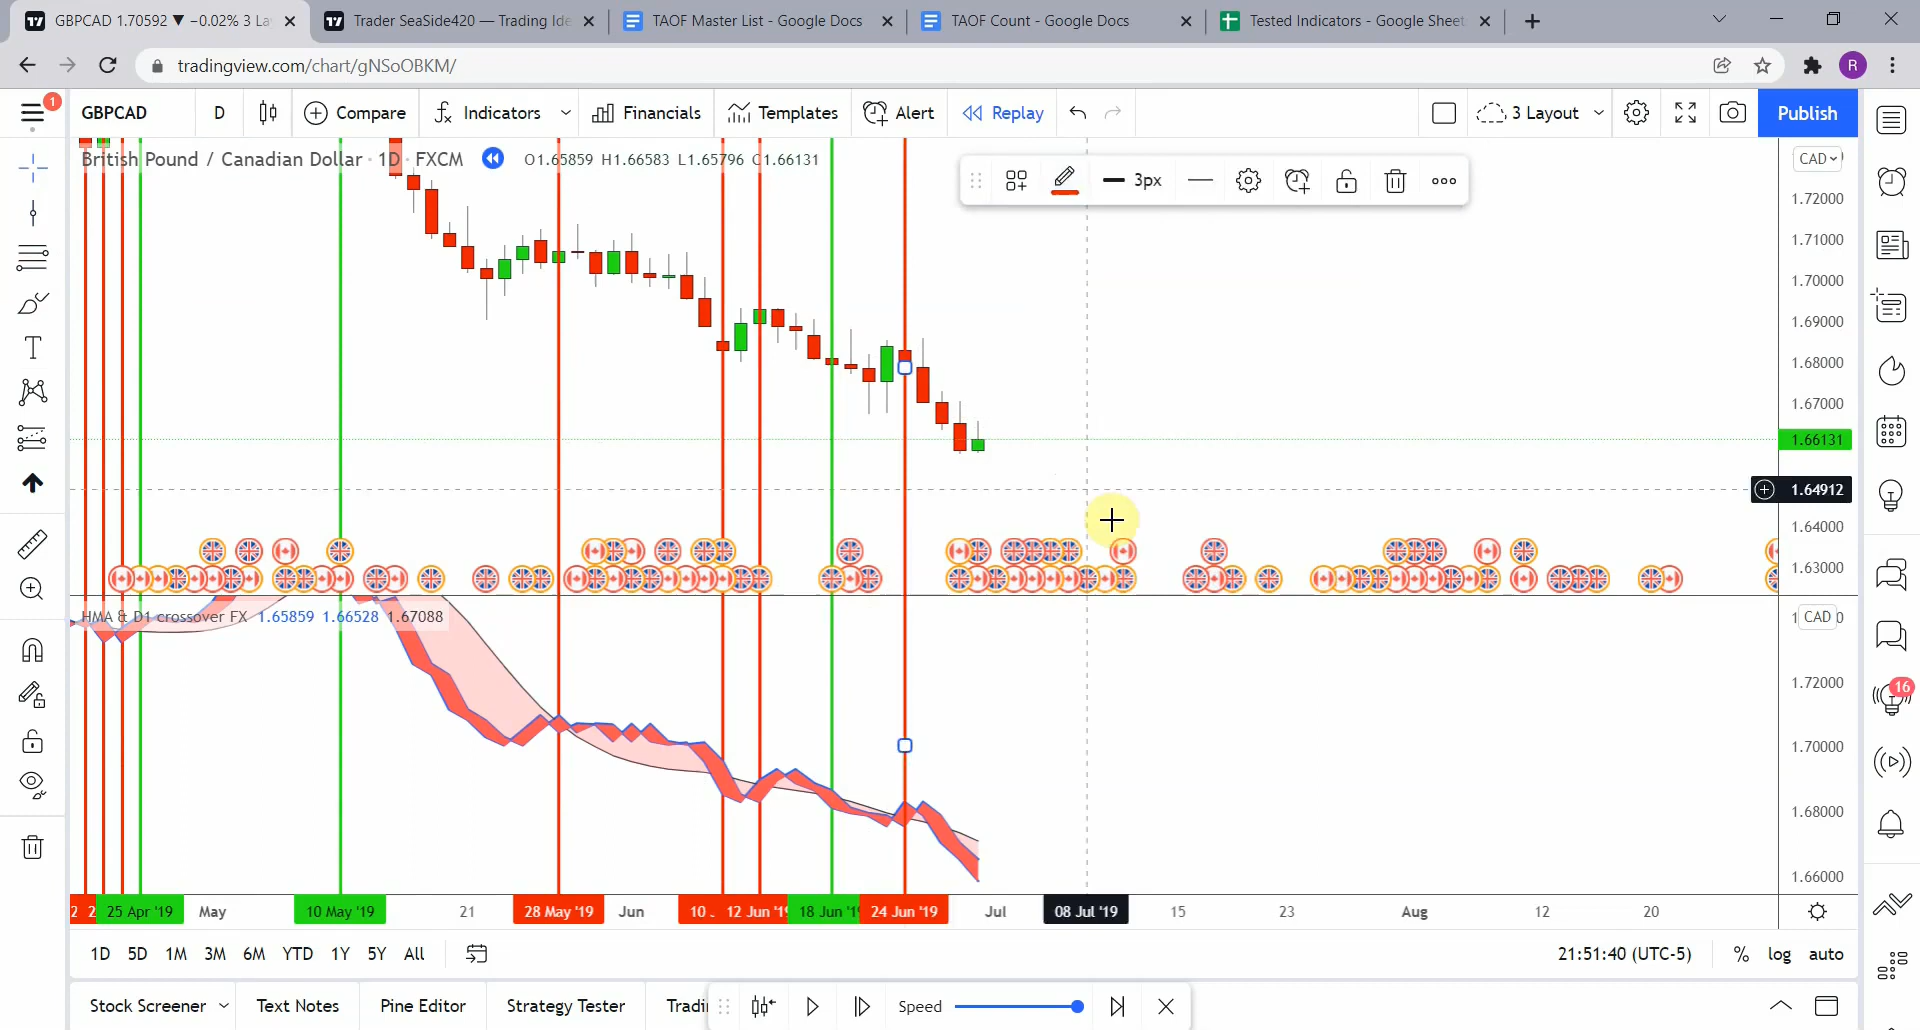 GBPCAD 1.70592 ▼ −0.02% 3 La
Trader SeaSide420 — Trading Ide
TAOF Master List - Google Docs
TAOF Count - Google Docs
Tested Indicators - Google Sheet
tradingview.com/chart/gNSoOBKM/
R
1
GBPCAD
D
Compare
Indicators
Financials
Templates
Alert
Replay
3 Layout
Publish
British Pound / Canadian Dollar · 1D · FXCM
O1.65859 H1.66583 L1.65796 C1.66131
3px
CAD
1.72000
1.71000
1.70000
1.69000
1.68000
1.67000
1.66131
1.64912
1.64000
1.63000
HMA & D1 crossover FX 1.65859 1.66528 1.67088
CAD
1.72000
1.70000
1.68000
1.66000
16
25 Apr '19
May
10 May '19
21
28 May '19
Jun
12 Jun '19
18 Jun '1
24 Jun '19
Jul
08 Jul '19
15
23
Aug
12
20
1D 5D 1M 3M 6M YTD 1Y 5Y All
21:51:40 (UTC-5)
% log auto
Stock Screener
Text Notes
Pine Editor
Strategy Tester
Tradi
Speed